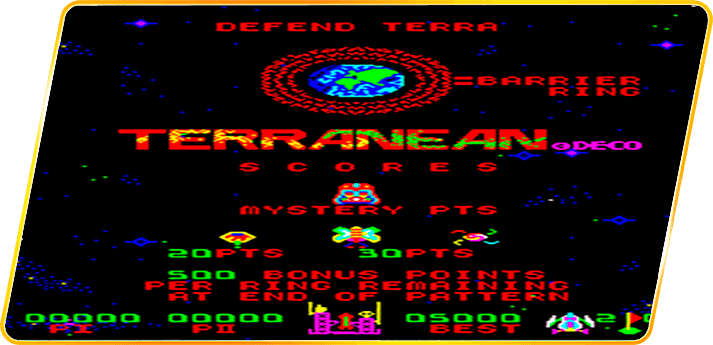 DEFEND TERRA
=BARRIER
RING
TERRANEAN ©DECO
SCORES
MYSTERY PTS
20PTS 30PTS
500 BONUS POINTS
PER RING REMAINING
AT END OF PATTERN
00000 00000 05000 2
PI PII BEST